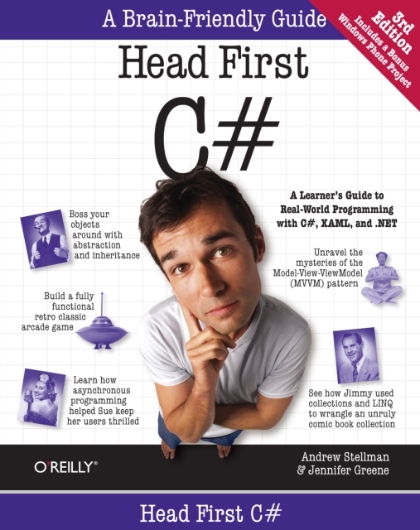 A Brain-Friendly Guide
3rd
Edition
Includes a Bonus
Windows Phone Project
Head First
C#
A Learner's Guide to
Real-World Programming
with C#, XAML, and .NET
Boss your
objects
around with
abstraction
and inheritance
Unravel the
mysteries of the
Model-View-ViewModel
(MVVM) pattern
Build a fully
functional
retro classic
arcade game
Learn how
asynchronous
programming
helped Sue keep
her users thrilled
See how Jimmy used
collections and LINQ
to wrangle an unruly
comic book collection
O'REILLY®
Andrew Stellman
& Jennifer Greene
Head First C#